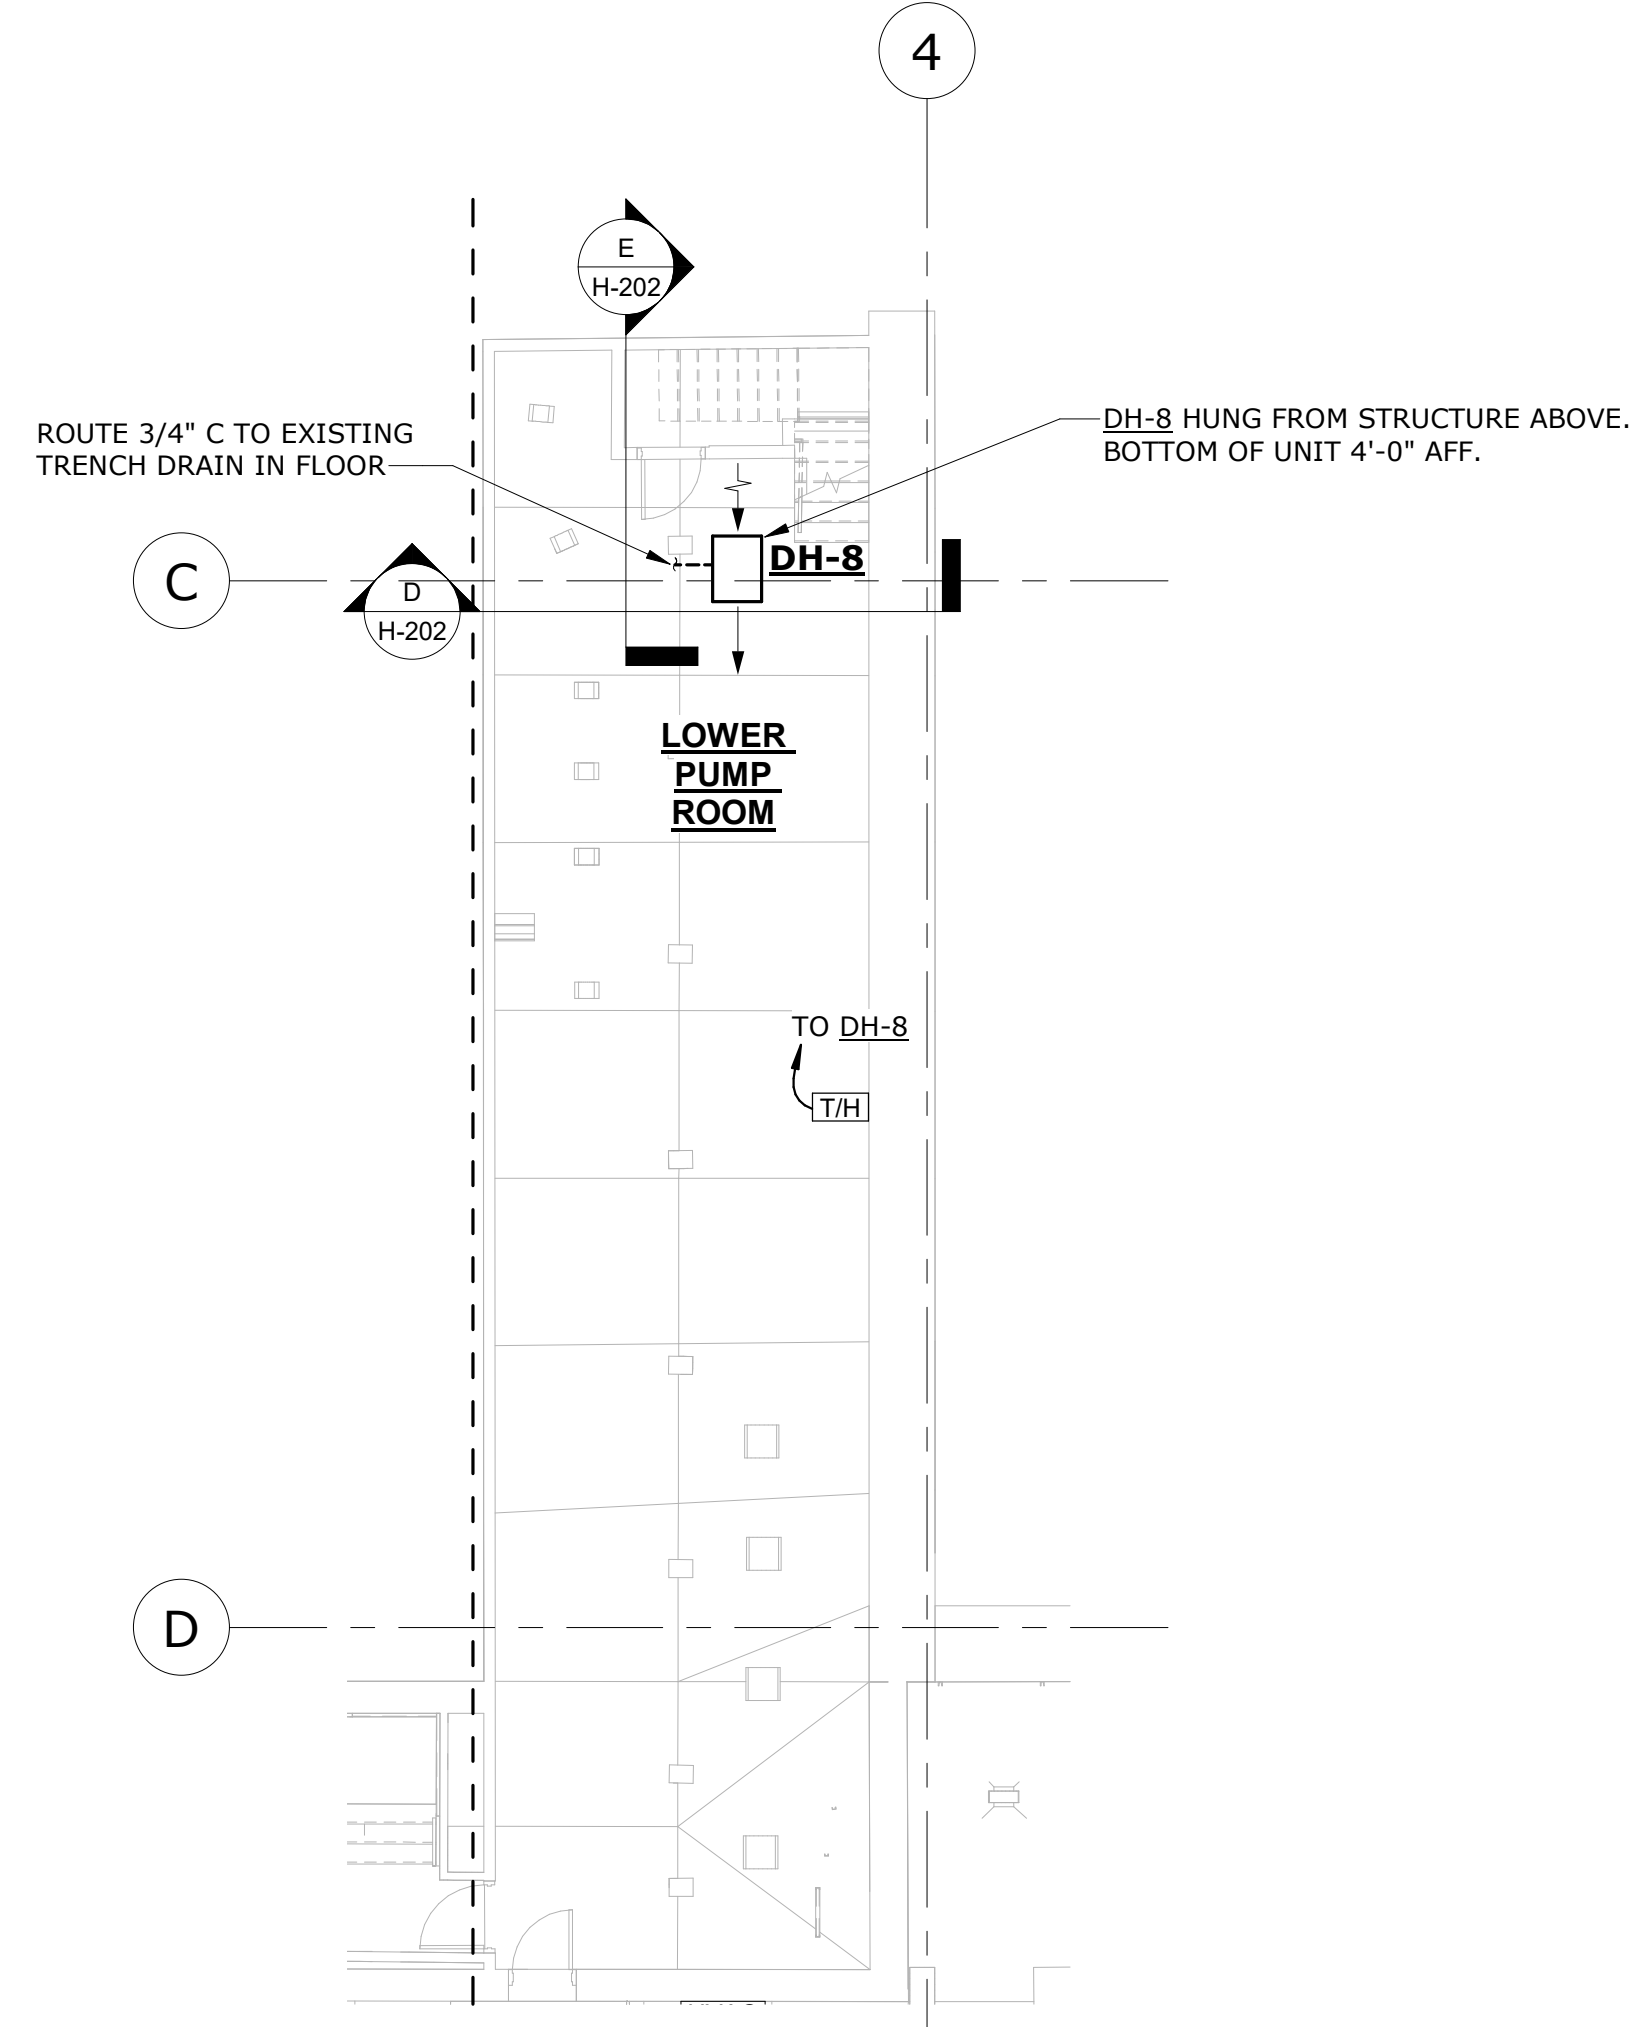 4
E
H-202
ROUTE 3/4" C TO EXISTING
TRENCH DRAIN IN FLOOR
DH-8 HUNG FROM STRUCTURE ABOVE.
BOTTOM OF UNIT 4'-0" AFF.
C
D
H-202
DH-8
LOWER
PUMP
ROOM
TO DH-8
T/H
D